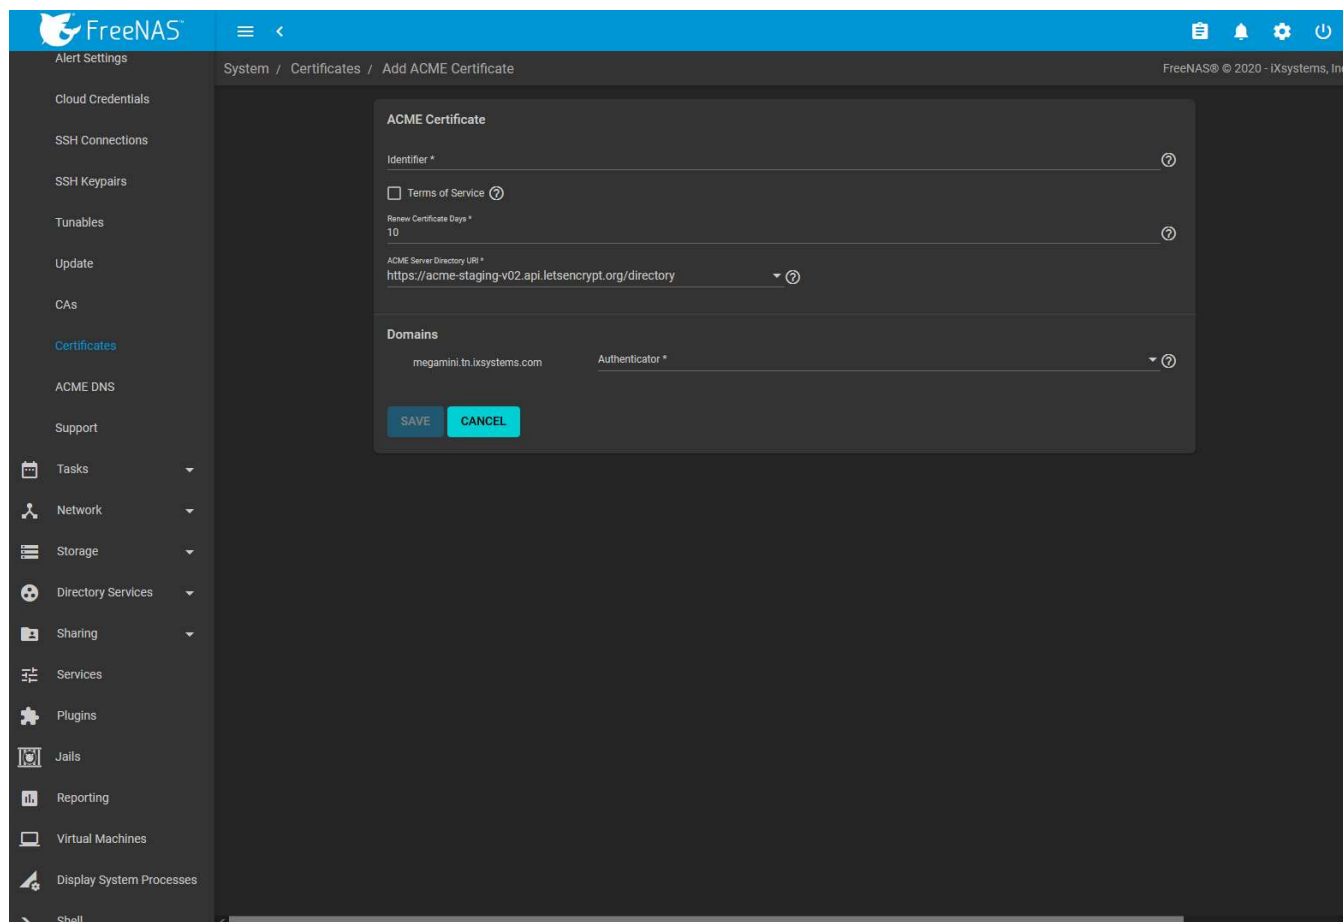 FreeNAS™
System / Certificates / Add ACME Certificate
FreeNAS® © 2020 - iXsystems, Inc
Alert Settings
Cloud Credentials
SSH Connections
SSH Keypairs
Tunables
Update
CAs
Certificates
ACME DNS
Support
Tasks
Network
Storage
Directory Services
Sharing
Services
Plugins
Jails
Reporting
Virtual Machines
Display System Processes
Shell
ACME Certificate
Identifier *
Terms of Service
Renew Certificate Days *
10
ACME Server Directory URI *
https://acme-staging-v02.api.letsencrypt.org/directory
Domains
megamini.tn.ixsystems.com Authenticator *
SAVE CANCEL